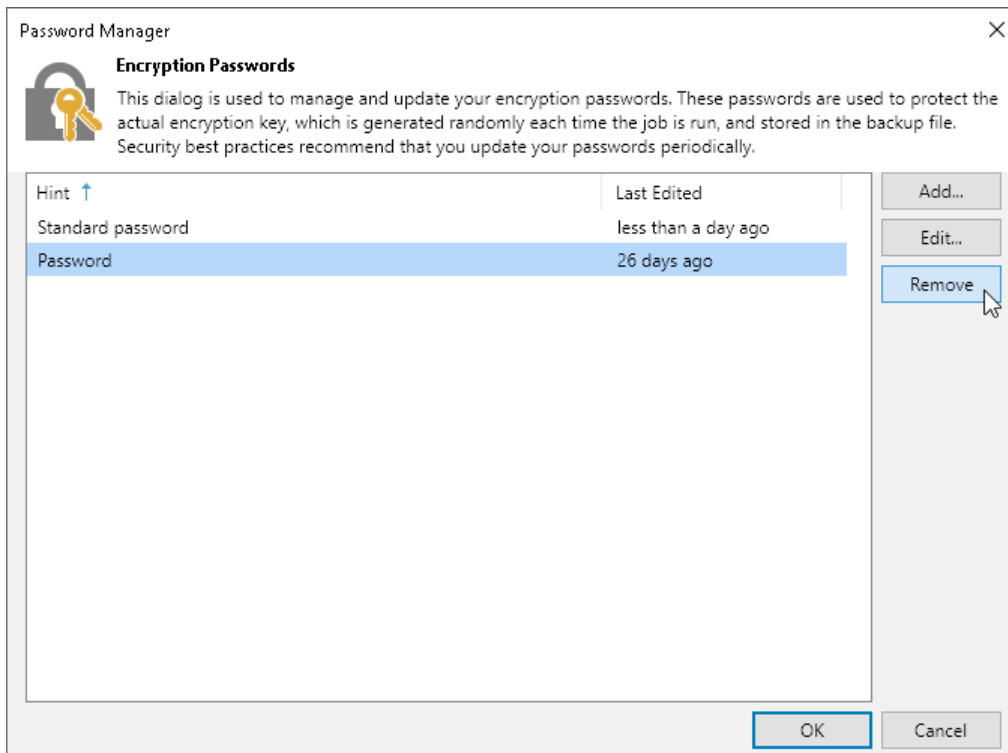 Password Manager
Encryption Passwords
This dialog is used to manage and update your encryption passwords. These passwords are used to protect the
actual encryption key, which is generated randomly each time the job is run, and stored in the backup file.
Security best practices recommend that you update your passwords periodically.
Hint ↑ Last Edited
Standard password less than a day ago
Password 26 days ago
Add...
Edit...
Remove
OK Cancel